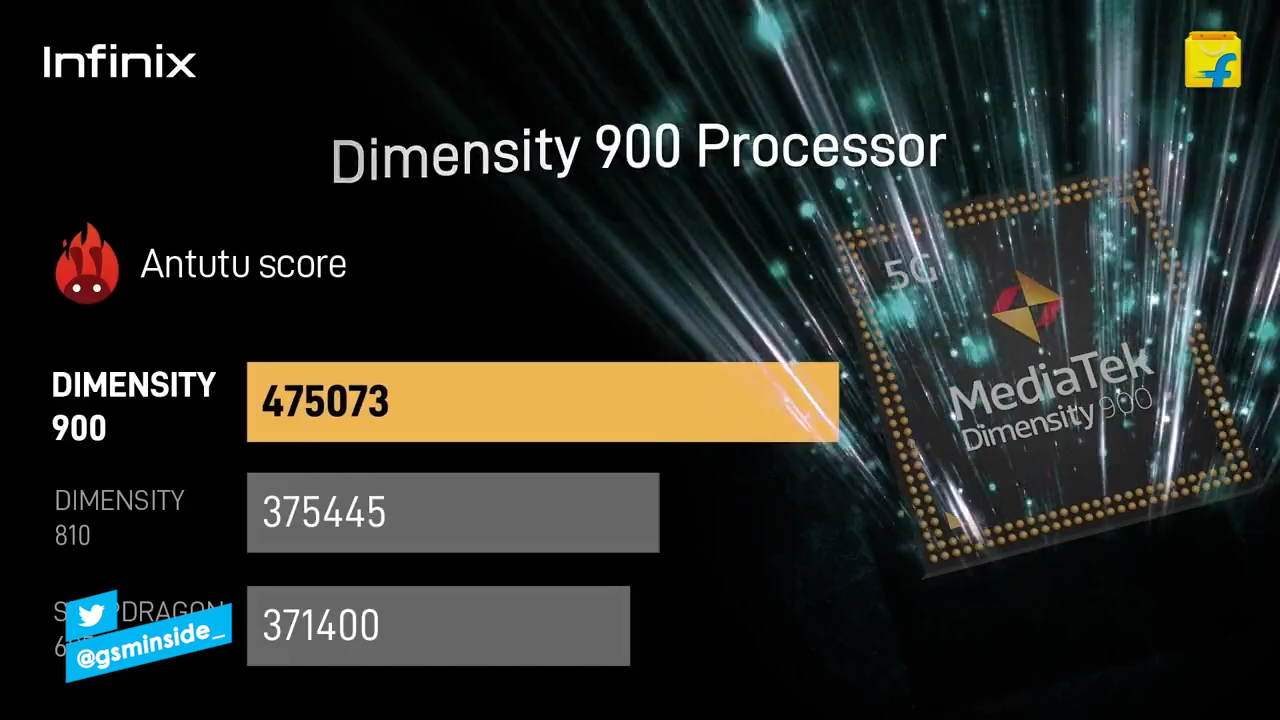 Infinix
Dimensity 900 Processor
Antutu score
5G
MediaTek
Dimensity 900
DIMENSITY
900
475073
DIMENSITY
810
375445
371400
@gsminside_